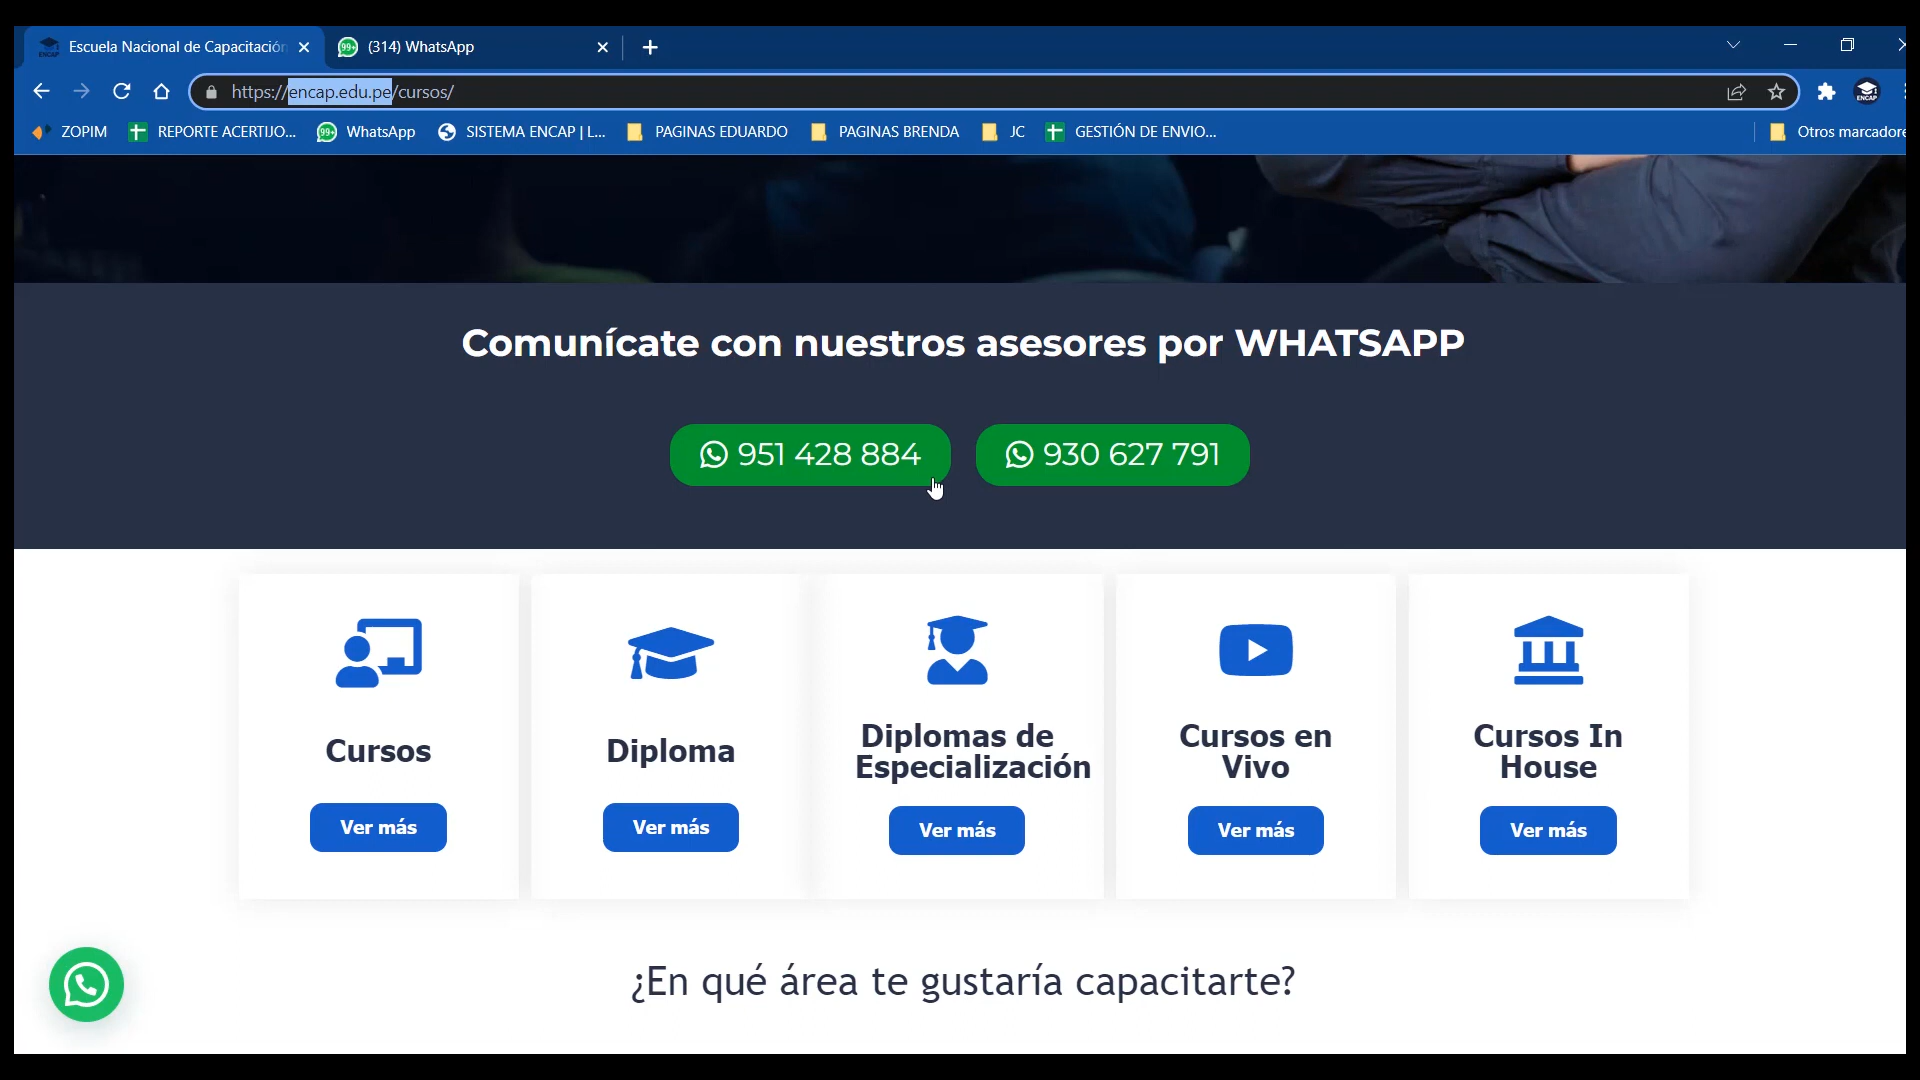 Escuela Nacional de Capacitación
(314) WhatsApp
https://encap.edu.pe/cursos/
ENCAP
ZOPIM
REPORTE ACERTIJO...
99+
WhatsApp
SISTEMA ENCAP | L...
PAGINAS EDUARDO
PAGINAS BRENDA
JC
GESTIÓN DE ENVIO...
Otros marcadore
Comunícate con nuestros asesores por WHATSAPP
951 428 884
930 627 791
Cursos
Ver más
Diploma
Ver más
Diplomas de
Especialización
Ver más
Cursos en
Vivo
Ver más
Cursos In
House
Ver más
¿En qué área te gustaría capacitarte?